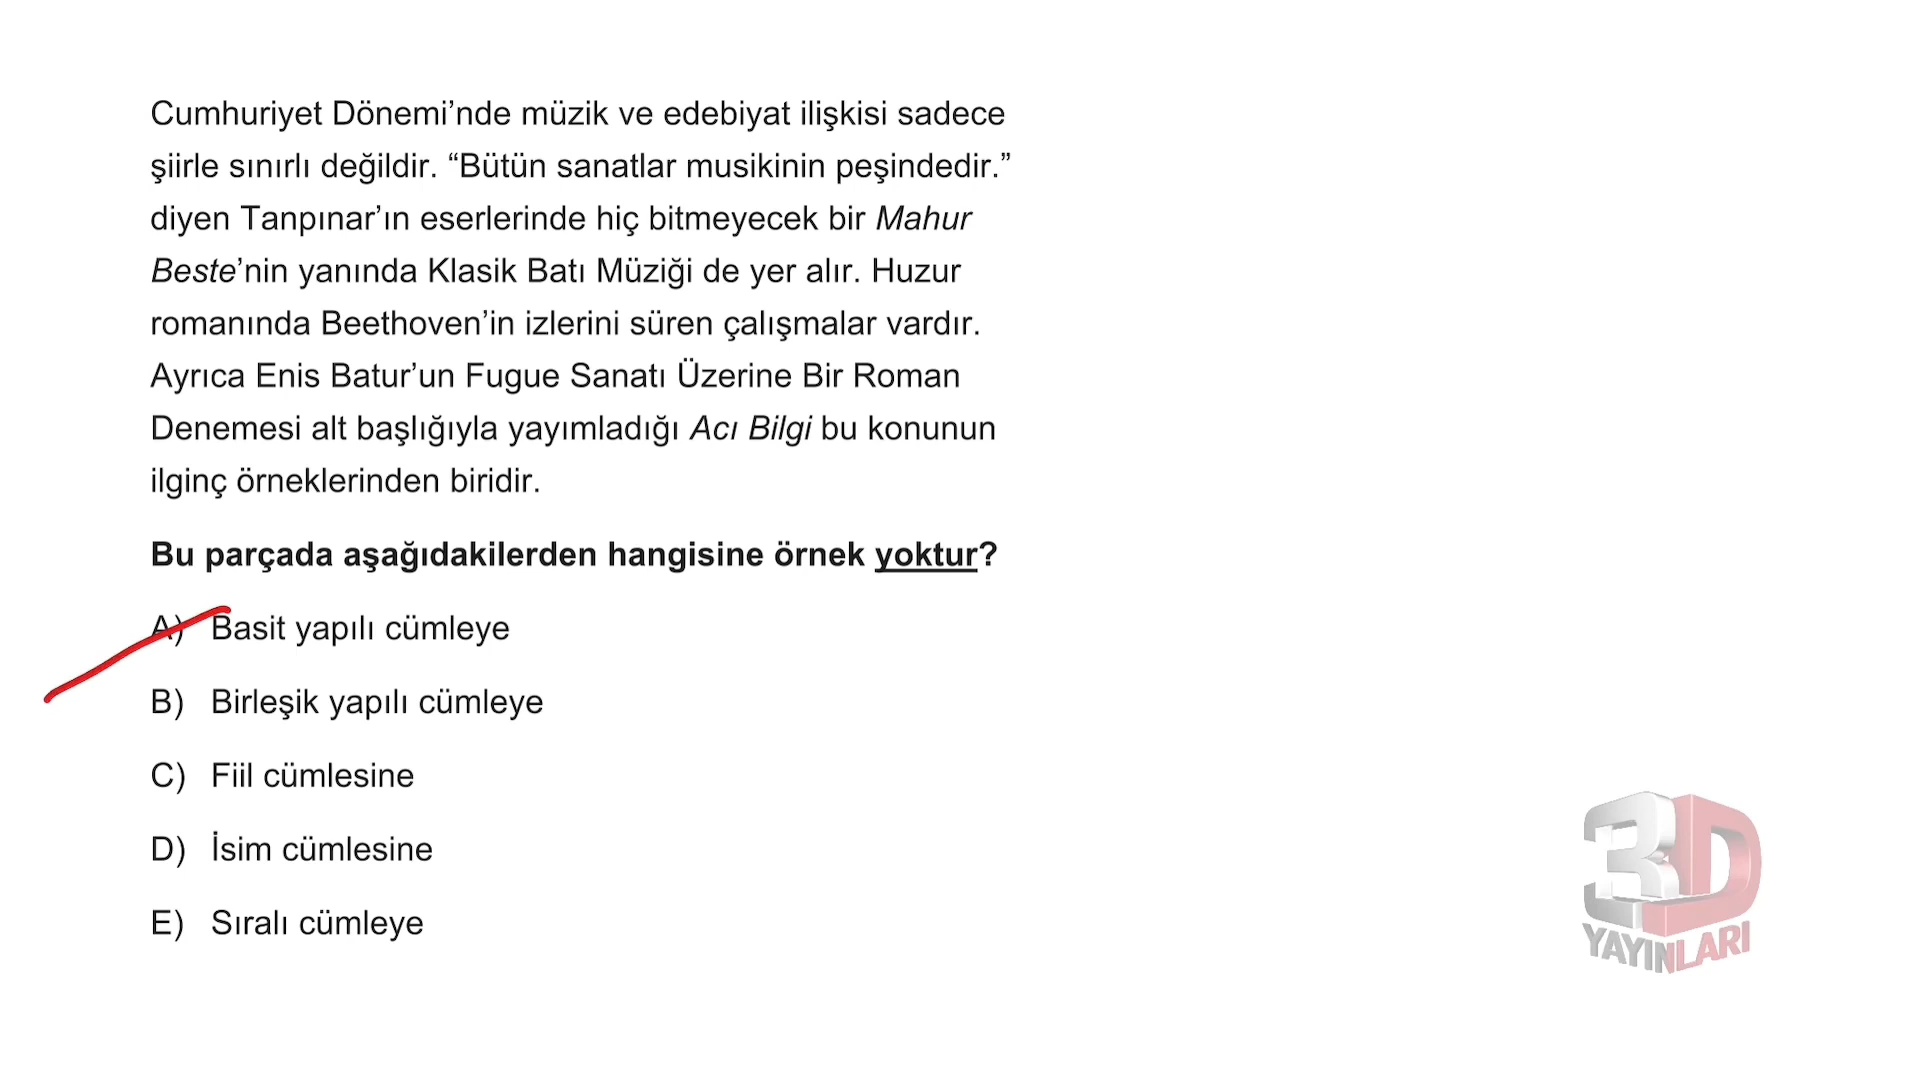 Cumhuriyet Dönemi’nde müzik ve edebiyat ilişkisi sadece
şiirle sınırlı değildir. “Bütün sanatlar musikinin peşindedir.”
diyen Tanpınar’ın eserlerinde hiç bitmeyecek bir Mahur
Beste’nin yanında Klasik Batı Müziği de yer alır. Huzur
romanında Beethoven’in izlerini süren çalışmalar vardır.
Ayrıca Enis Batur’un Fugue Sanatı Üzerine Bir Roman
Denemesi alt başlığıyla yayımladığı Acı Bilgi bu konunun
ilginç örneklerinden biridir.
Bu parçada aşağıdakilerden hangisine örnek yoktur?
A) Basit yapılı cümleye
B) Birleşik yapılı cümleye
C) Fiil cümlesine
D) İsim cümlesine
E) Sıralı cümleye
3D
YAYINLARI